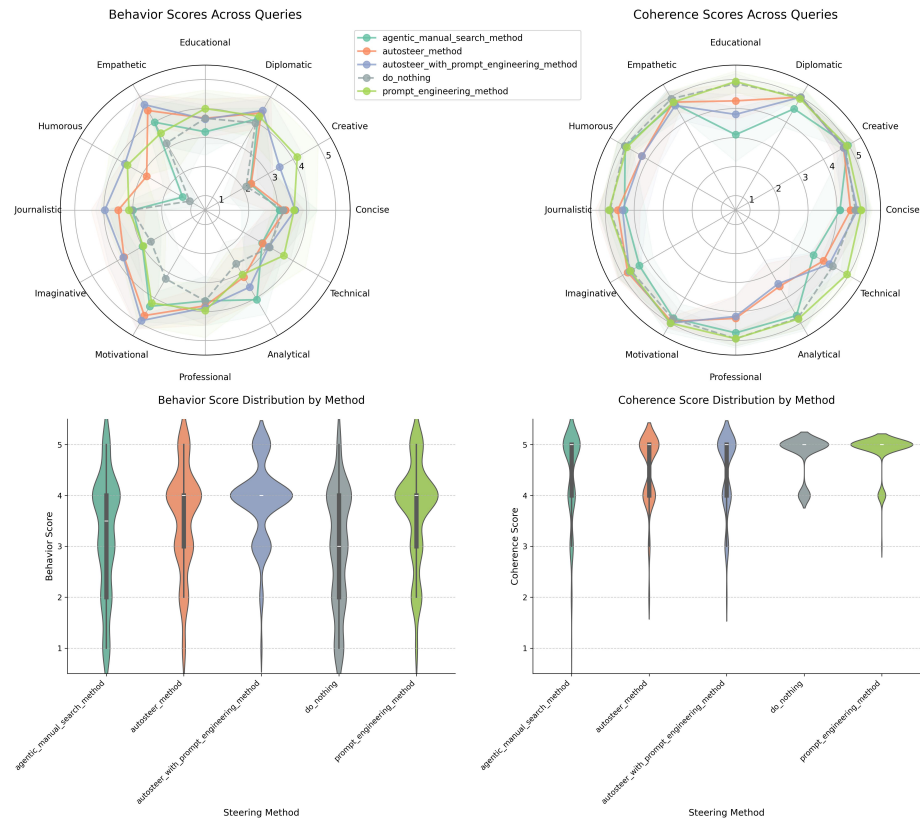 Behavior Scores Across Queries
Coherence Scores Across Queries
agentic_manual_search_method
autosteer_method
autosteer_with_prompt_engineering_method
do_nothing
prompt_engineering_method
Educational
Empathetic
Diplomatic
Humorous
Creative
Journalistic
Concise
Imaginative
Technical
Motivational
Analytical
Professional
1
2
3
4
5
Educational
Empathetic
Diplomatic
Humorous
Creative
Journalistic
Concise
Imaginative
Technical
Motivational
Analytical
Professional
1
2
3
4
5
Behavior Score Distribution by Method
Behavior Score
5
4
3
2
1
agentic_manual_search_method
autosteer_method
autosteer_with_prompt_engineering_method
do_nothing
prompt_engineering_method
Steering Method
Coherence Score Distribution by Method
Coherence Score
5
4
3
2
1
agentic_manual_search_method
autosteer_method
autosteer_with_prompt_engineering_method
do_nothing
prompt_engineering_method
Steering Method